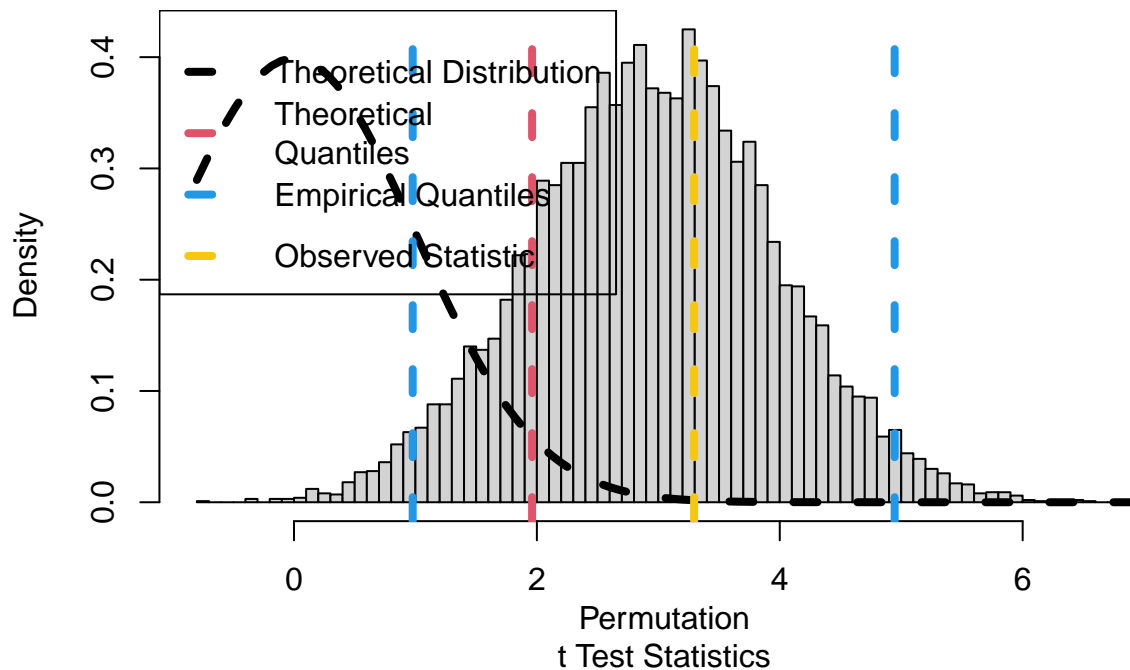 0.4
0.3
0.2
0.1
0.0
Density
Theoretical Distribution
Theoretical
Quantiles
Empirical Quantiles
Observed Statistic
0 2 4 6
Permutation
t Test Statistics